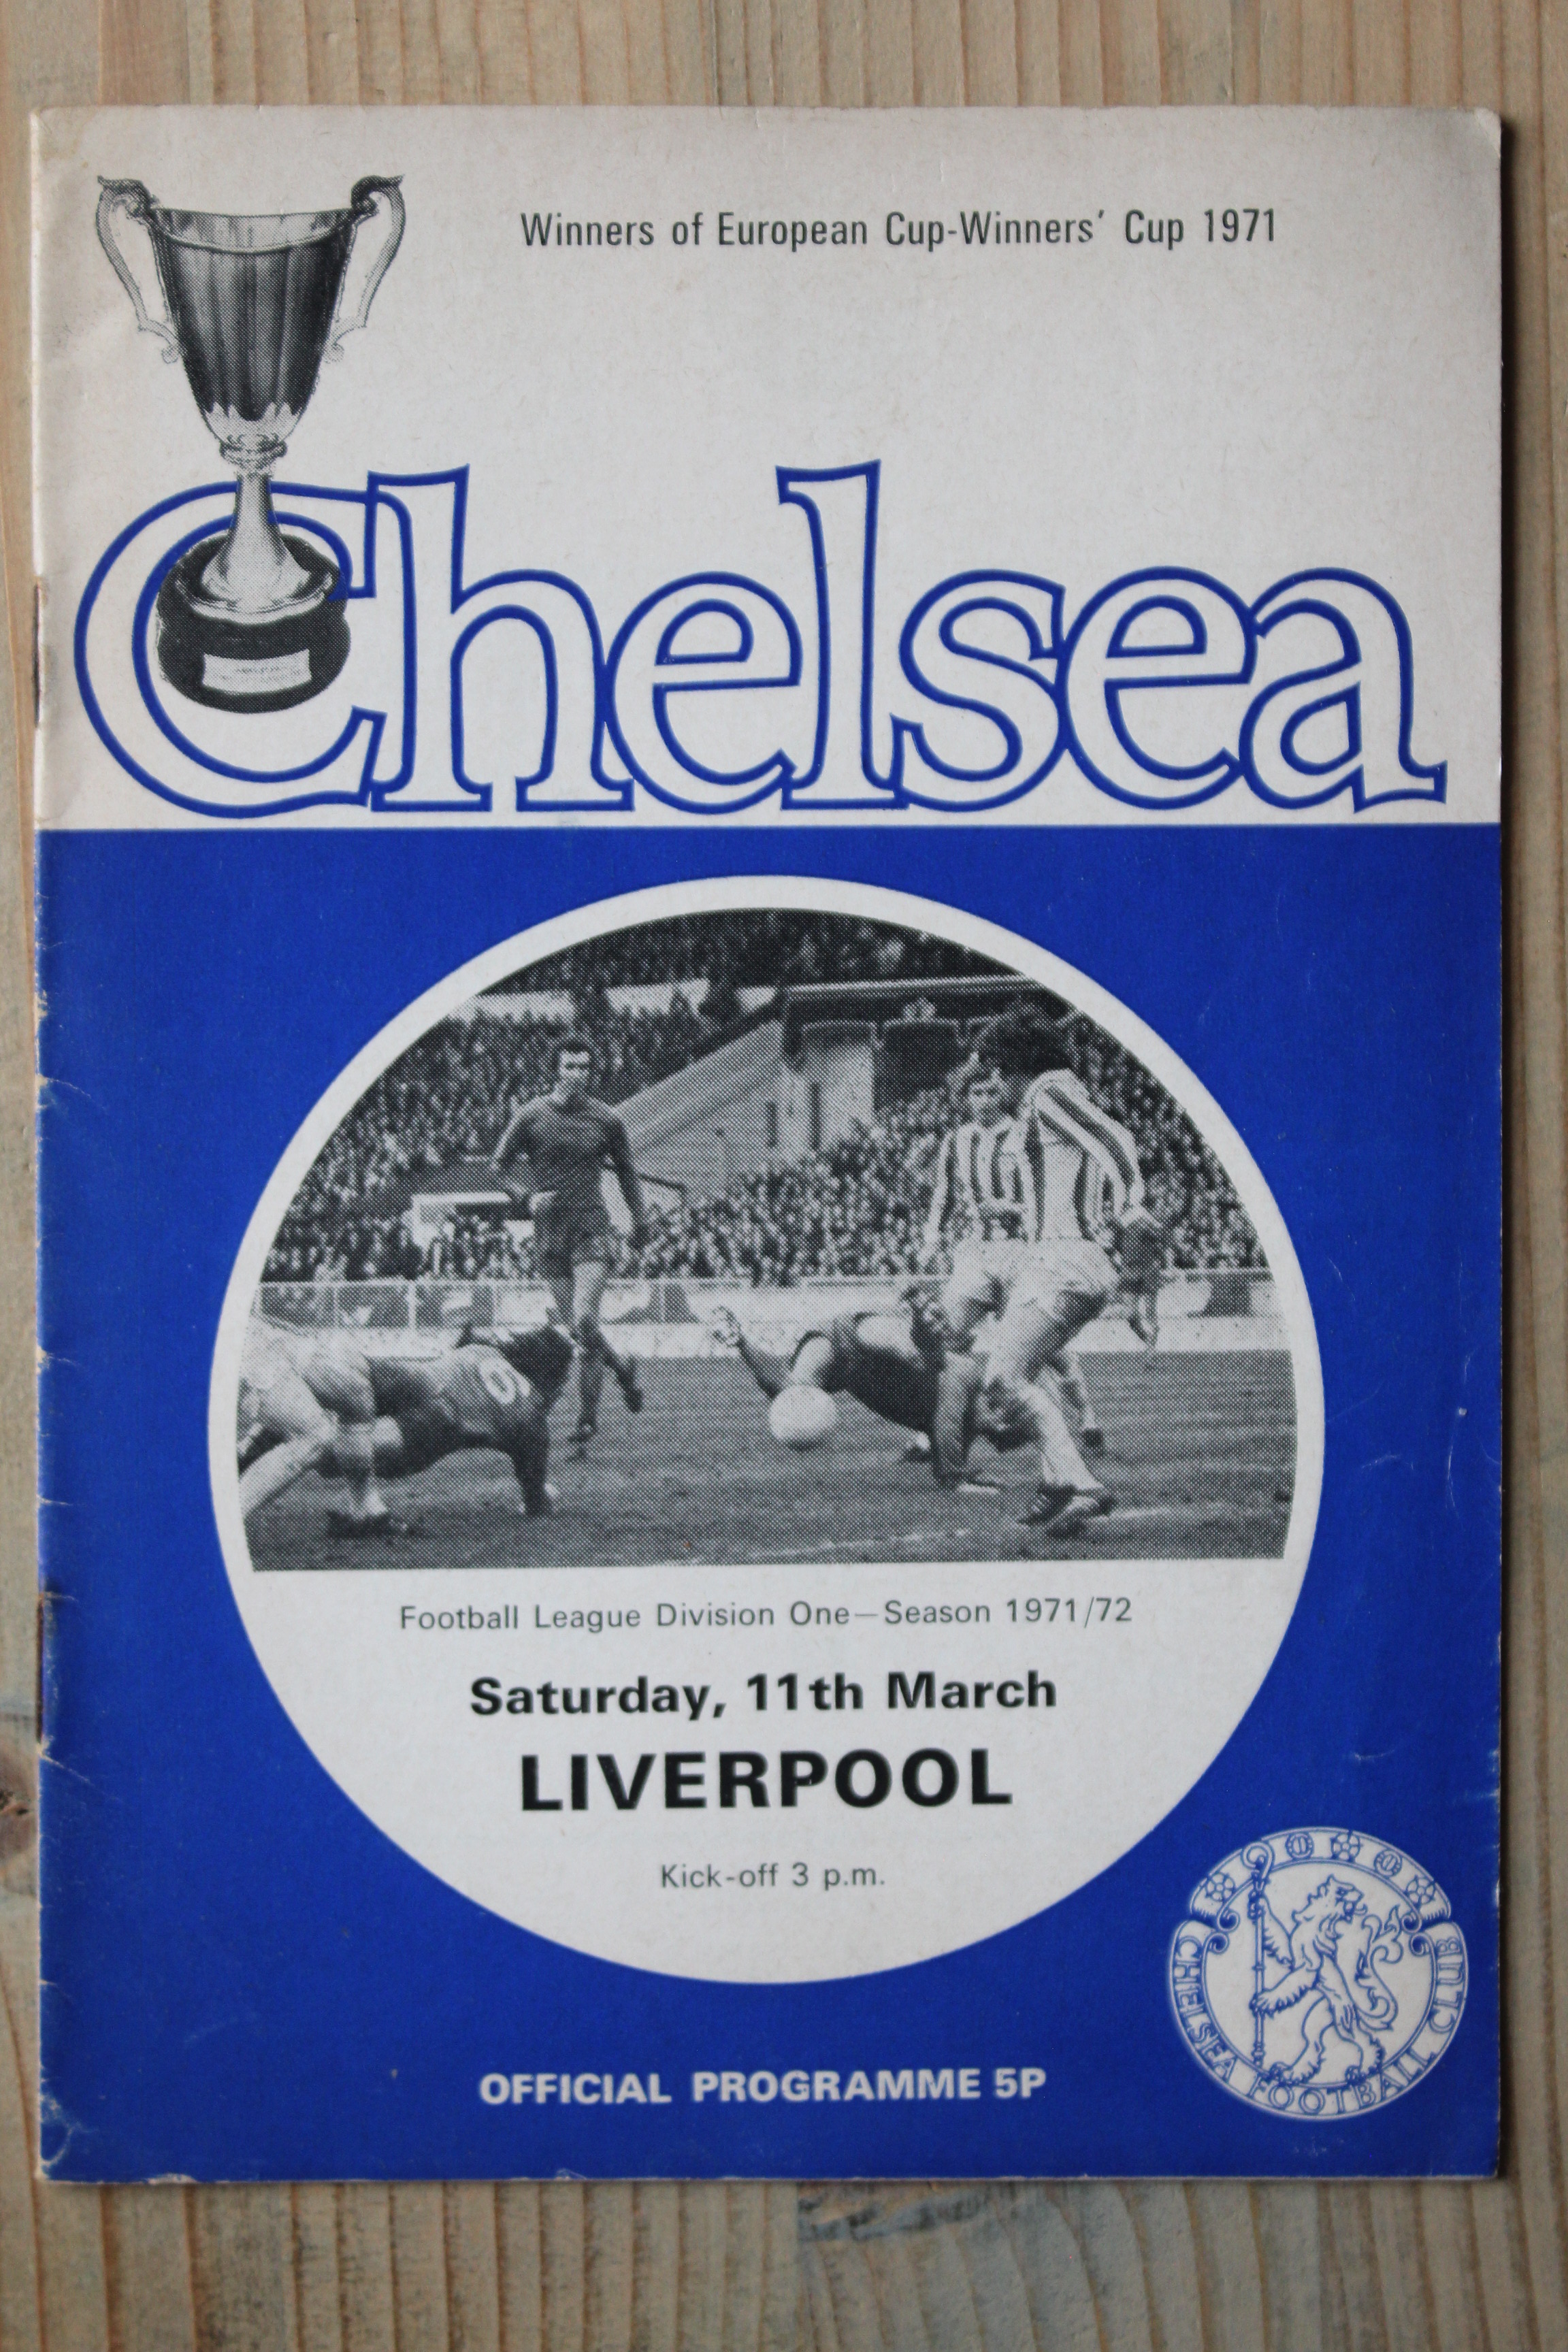 Winners of European Cup-Winners' Cup 1971
Chelsea
9
Football League Division One—Season 1971/72
Saturday, 11th March
LIVERPOOL
Kick-off 3 p.m.
CHELSEA FOOTBALL CLUB
OFFICIAL PROGRAMME 5P